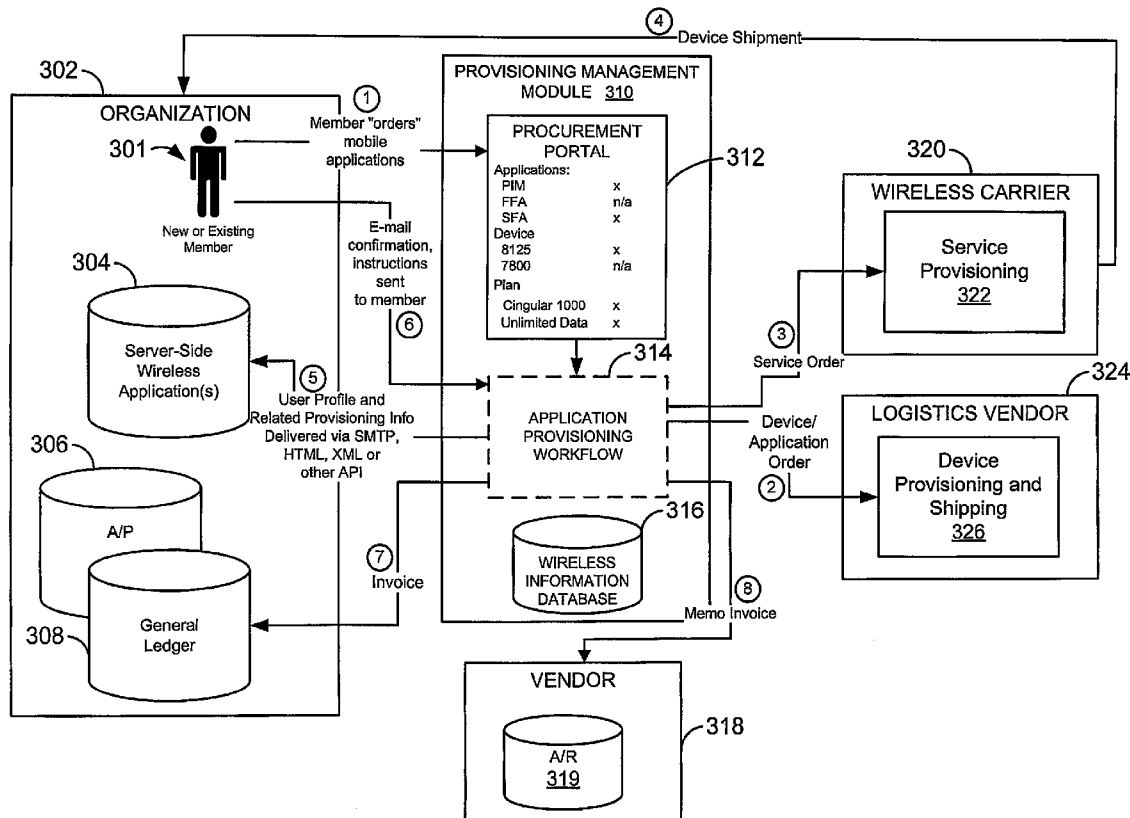 4
Device Shipment
302
ORGANIZATION
301
New or Existing
Member
1
Member "orders"
mobile
applications
E-mail
confirmation,
instructions
sent
to member
6
304
Server-Side
Wireless
Application(s)
5
User Profile and
Related Provisioning Info
Delivered via SMTP,
HTML, XML or
other API
306
A/P
308
General
Ledger
7
Invoice
PROVISIONING MANAGEMENT
MODULE 310
PROCUREMENT
PORTAL
Applications:
PIM x
FFA n/a
SFA x
Device
8125 x
7800 n/a
Plan
Cingular 1000 x
Unlimited Data x
312
314
APPLICATION
PROVISIONING
WORKFLOW
316
WIRELESS
INFORMATION
DATABASE
8
Memo Invoice
VENDOR
A/R
319
318
320
WIRELESS CARRIER
Service
Provisioning
322
3
Service Order
324
LOGISTICS VENDOR
Device/
Application
Order
2
Device
Provisioning and
Shipping
326